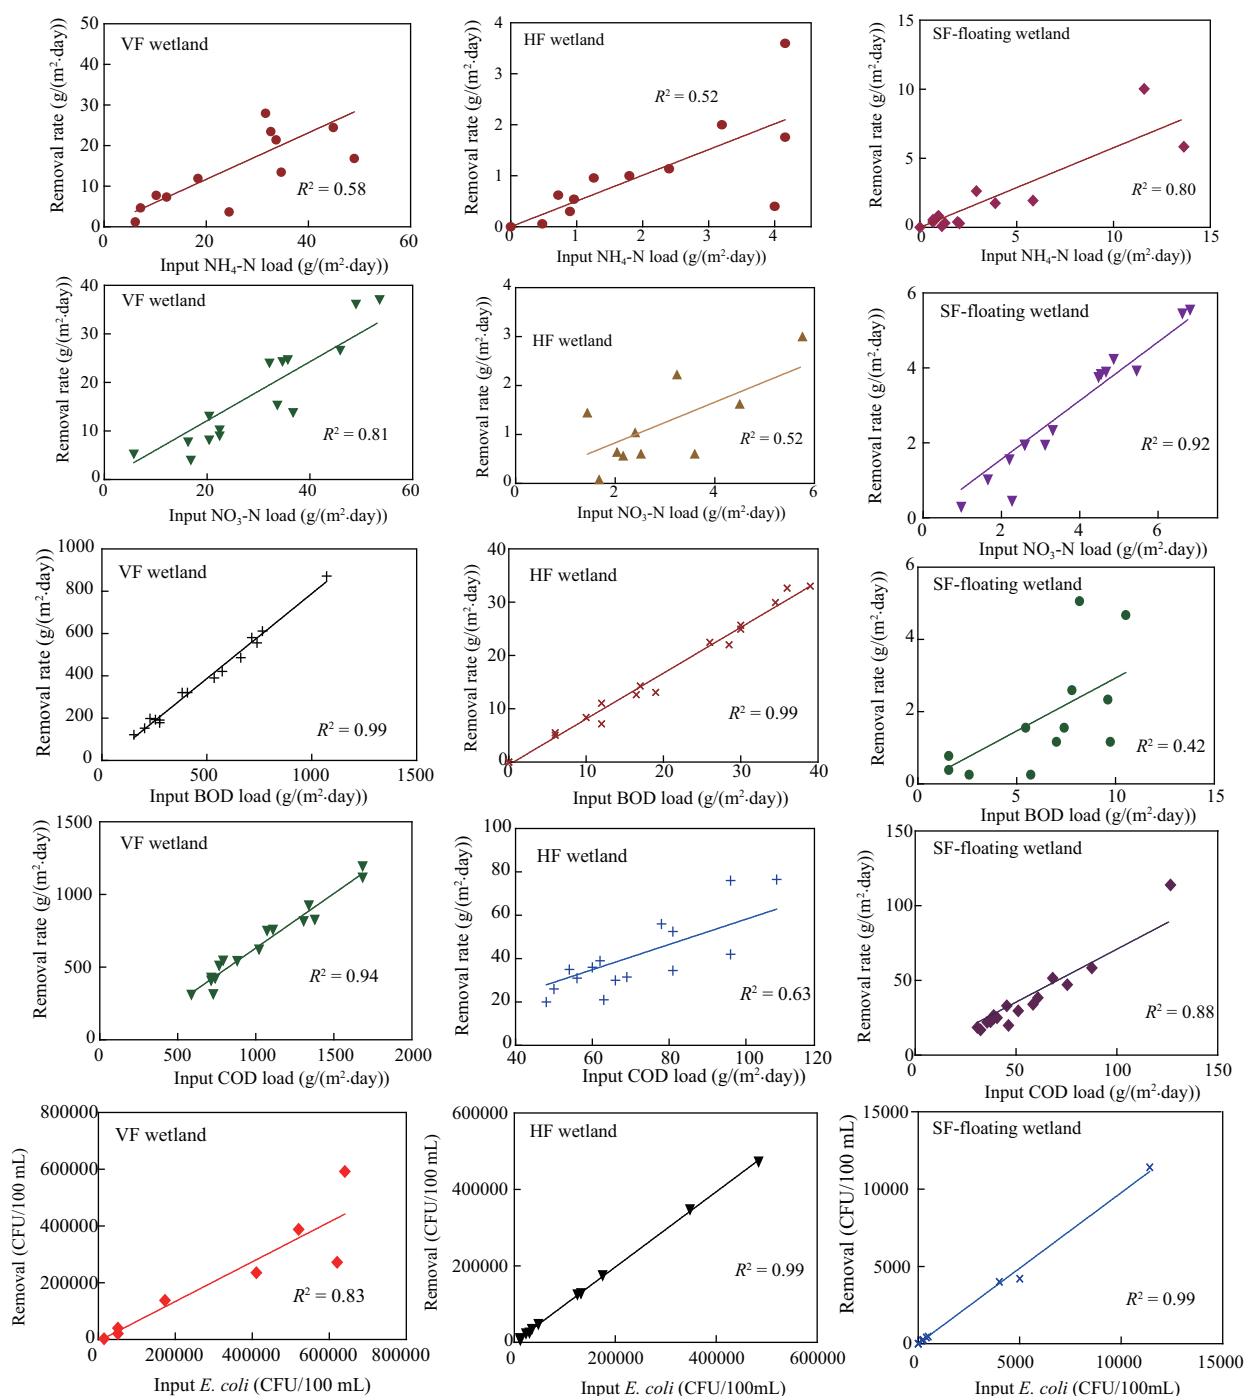 VF wetland
Removal rate (g/(m²·day))
50
40
30
20
10
0
R² = 0.58
0
20
40
60
Input NH₄-N load (g/(m²·day))
HF wetland
Removal rate (g/(m²·day))
4
3
2
1
0
R² = 0.52
0
1
2
3
4
Input NH₄-N load (g/(m²·day))
SF-floating wetland
Removal rate (g/(m²·day))
15
10
5
0
R² = 0.80
0
5
10
15
Input NH₄-N load (g/(m²·day))
VF wetland
Removal rate (g/(m²·day))
40
30
20
10
0
R² = 0.81
0
20
40
60
Input NO₃-N load (g/(m²·day))
HF wetland
Removal rate (g/(m²·day))
4
3
2
1
0
R² = 0.52
0
2
4
6
Input NO₃-N load (g/(m²·day))
SF-floating wetland
Removal rate (g/(m²·day))
6
4
2
0
R² = 0.92
0
2
4
6
Input NO₃-N load (g/(m²·day))
VF wetland
Removal rate (g/(m²·day))
1000
800
600
400
200
0
R² = 0.99
0
500
1000
1500
Input BOD load (g/(m²·day))
HF wetland
Removal rate (g/(m²·day))
40
30
20
10
0
R² = 0.99
0
10
20
30
40
Input BOD load (g/(m²·day))
SF-floating wetland
Removal rate (g/(m²·day))
6
4
2
0
R² = 0.42
0
5
10
15
Input BOD load (g/(m²·day))
VF wetland
Removal rate (g/(m²·day))
1500
1000
500
0
R² = 0.94
0
500
1000
1500
2000
Input COD load (g/(m²·day))
HF wetland
Removal rate (g/(m²·day))
100
80
60
40
20
0
R² = 0.63
40
60
80
100
120
Input COD load (g/(m²·day))
SF-floating wetland
Removal rate (g/(m²·day))
150
100
50
0
R² = 0.88
0
50
100
150
Input COD load (g/(m²·day))
VF wetland
Removal (CFU/100 mL)
800000
600000
400000
200000
0
R² = 0.83
0
200000
400000
600000
800000
Input E. coli (CFU/100 mL)
HF wetland
Removal (CFU/100 mL)
600000
400000
200000
0
R² = 0.99
0
200000
400000
600000
Input E. coli (CFU/100mL)
SF-floating wetland
Removal (CFU/100 mL)
15000
10000
5000
0
R² = 0.99
0
5000
10000
15000
Input E. coli (CFU/100mL)